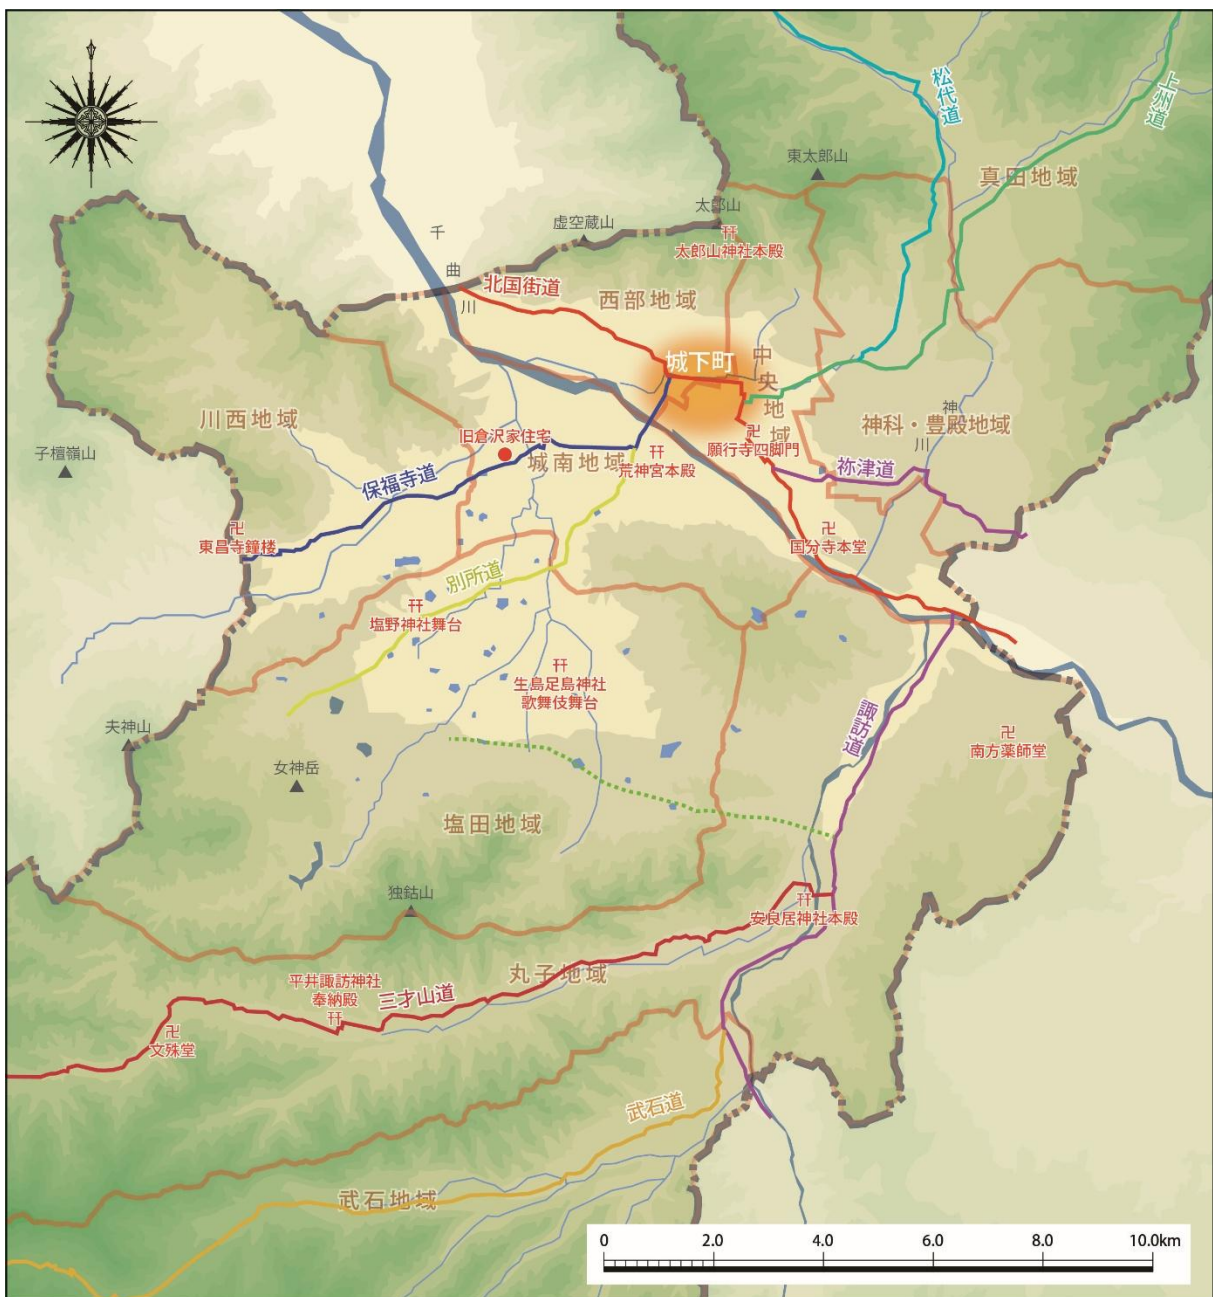 松代道
上州道
東太郎山
真田地域
太郎山
虚空蔵山
千曲川
太郎山神社本殿
北国街道
西部地域
城下町
中央地域
川西地域
神科・豊殿地域
神川
子檀嶺山
旧倉沢家住宅
城南地域
荒神宮本殿
願行寺四脚門
祢津道
保福寺道
東昌寺鐘楼
国分寺本堂
別所道
塩野神社舞台
生島足島神社
歌舞伎舞台
諏訪道
夫神山
女神岳
南方薬師堂
塩田地域
独鈷山
安良居神社本殿
丸子地域
平井諏訪神社
奉納殿
三才山道
文殊堂
武石道
武石地域
0 2.0 4.0 6.0 8.0 10.0km